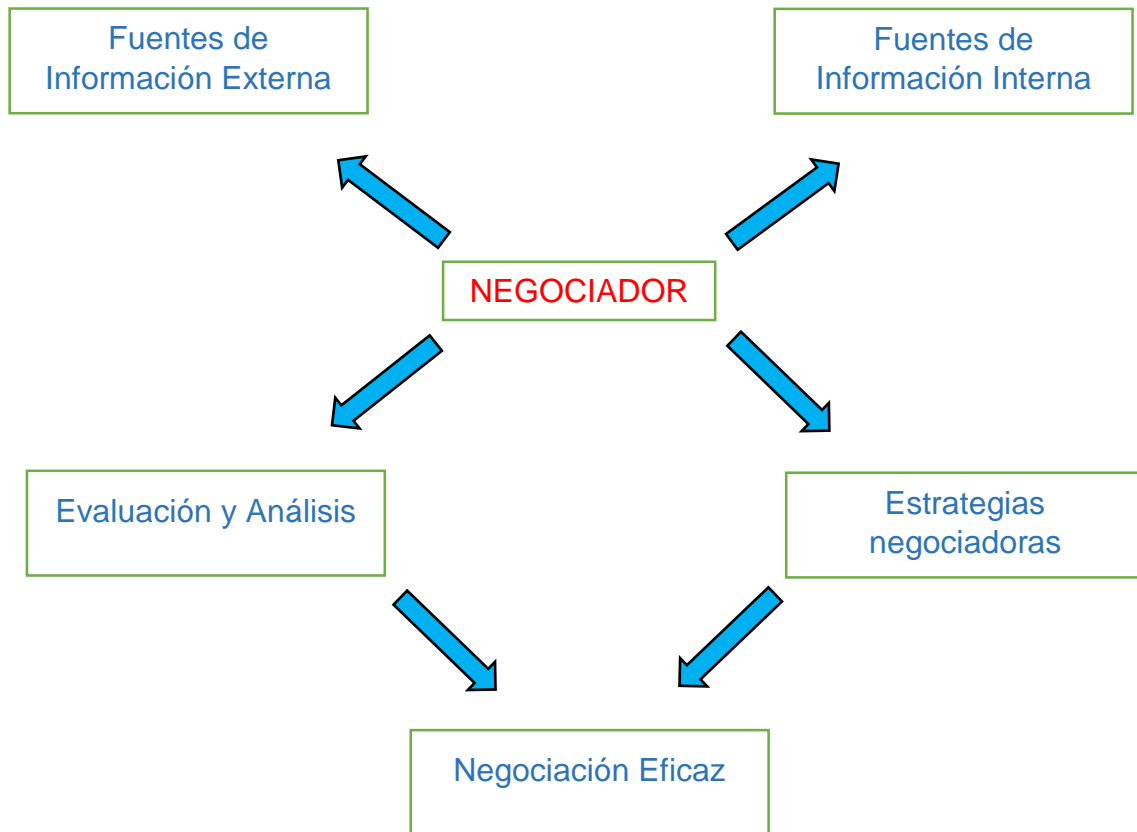 Fuentes de
Información Externa
Fuentes de
Información Interna
NEGOCIADOR
Evaluación y Análisis
Estrategias
negociadoras
Negociación Eficaz